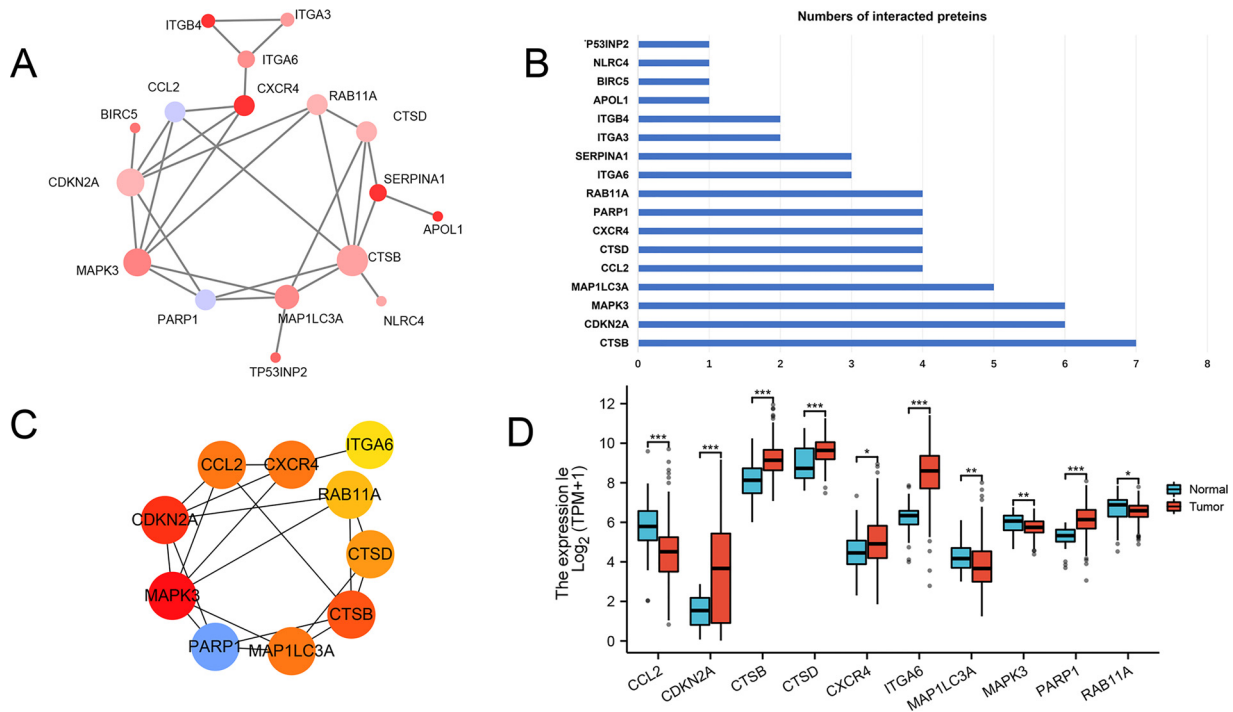 A
ITGB4
ITGA3
ITGA6
CCL2
CXCR4
RAB11A
BIRC5
CTSD
CDKN2A
SERPINA1
APOL1
MAPK3
CTSB
PARP1
MAP1LC3A
NLRC4
TP53INP2
B
Numbers of interacted proteins
TP53INP2
NLRC4
BIRC5
APOL1
ITGB4
ITGA3
SERPINA1
ITGA6
RAB11A
PARP1
CXCR4
CTSD
CCL2
MAP1LC3A
MAPK3
CDKN2A
CTSB
0 1 2 3 4 5 6 7 8
C
ITGA6
CCL2
CXCR4
RAB11A
CDKN2A
CTSD
MAPK3
CTSB
PARP1
MAP1LC3A
D
The expression le
Log2 (TPM+1)
12
10
8
6
4
2
0
*** *** *** *** * *** ** ** *** *
CCL2 CDKN2A CTSB CTSD CXCR4 ITGA6 MAP1LC3A MAPK3 PARP1 RAB11A
Normal
Tumor